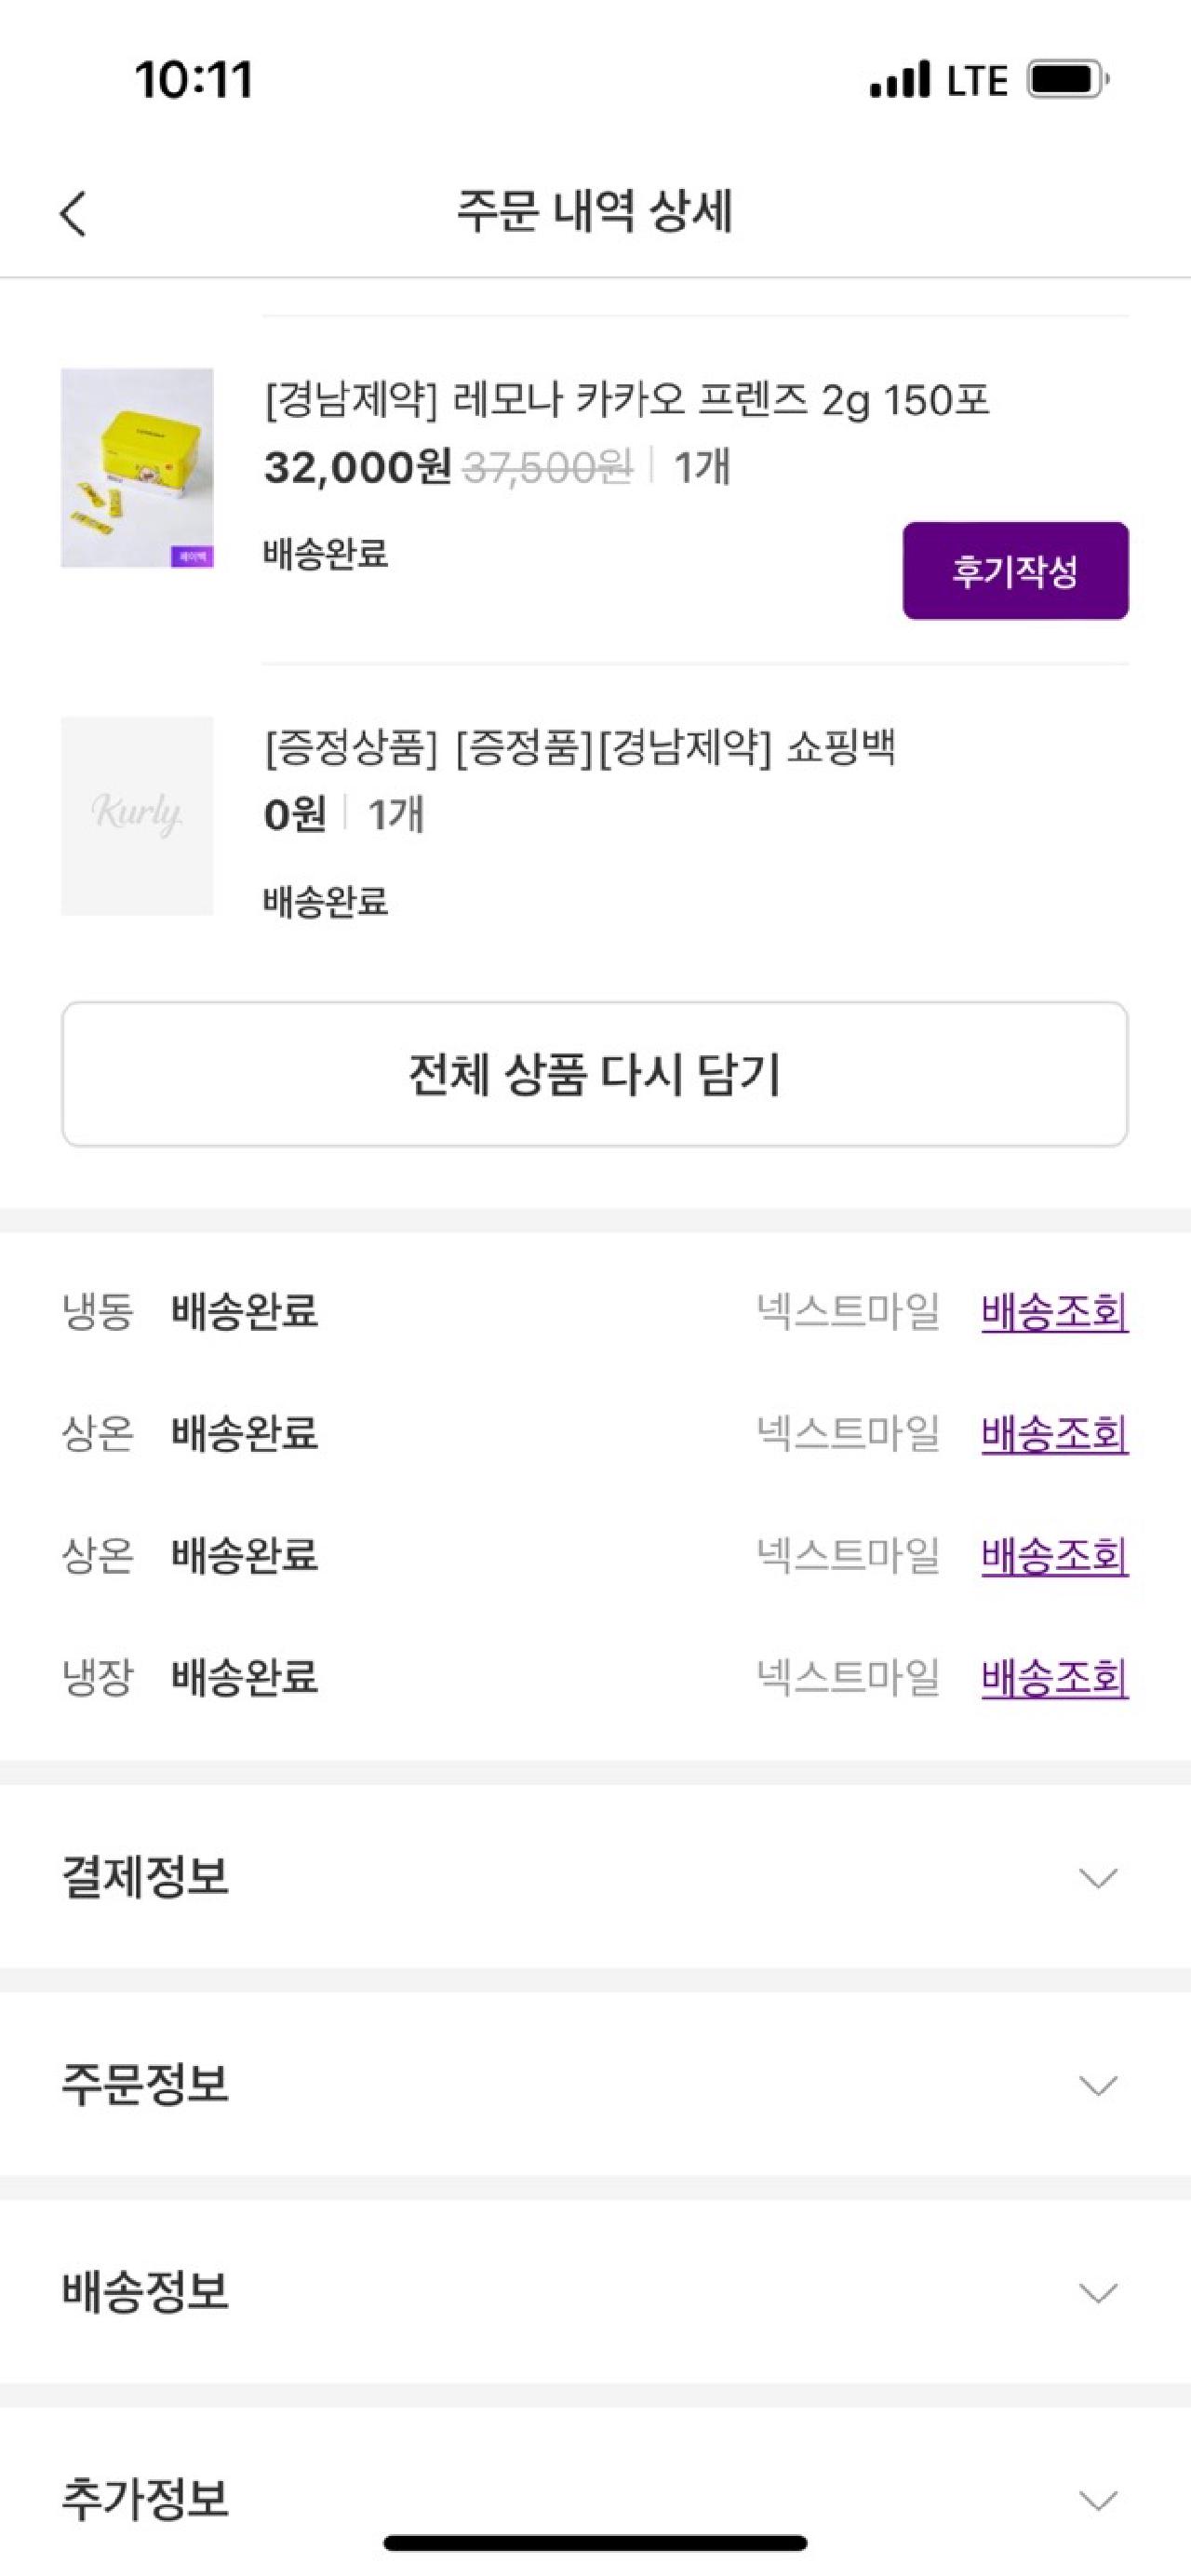 10:11
LTE
주문 내역 상세
[경남제약] 레모나 카카오 프렌즈 2g 150포
32,000원 37,500원 1개
페이백
배송완료
후기작성
[증정상품] [증정품][경남제약] 쇼핑백
Kurly
0원 1개
배송완료
전체 상품 다시 담기
냉동 배송완료 넥스트마일 배송조회
상온 배송완료 넥스트마일 배송조회
상온 배송완료 넥스트마일 배송조회
냉장 배송완료 넥스트마일 배송조회
결제정보
주문정보
배송정보
추가정보